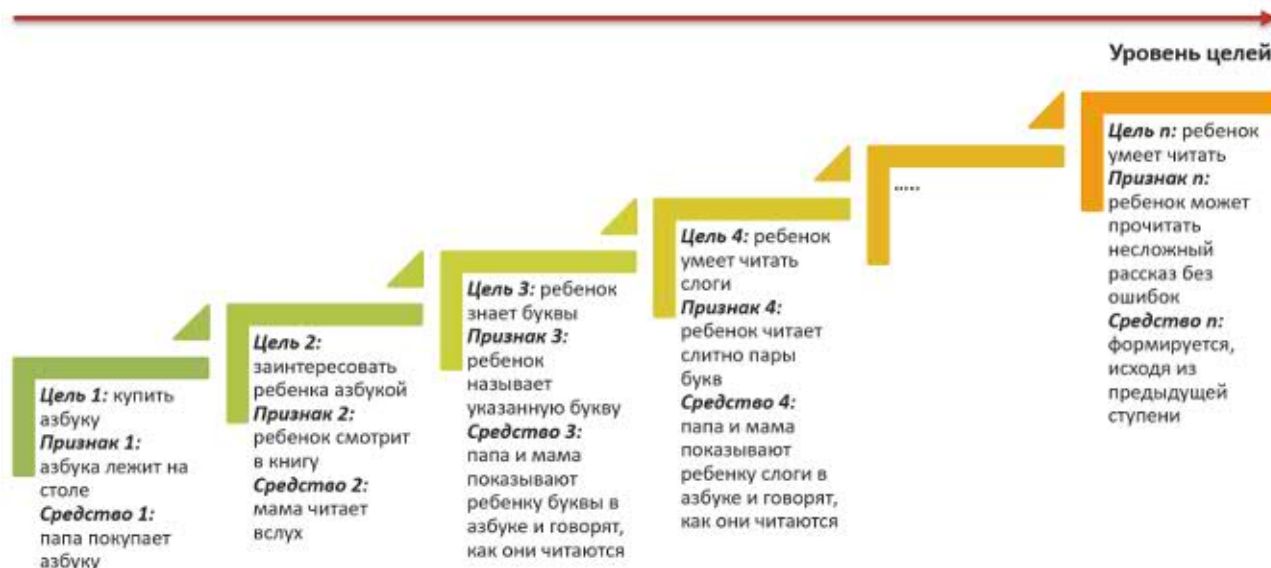 Уровень целей
Цель 1: купить
азбуку
Признак 1:
азбука лежит на
столе
Средство 1:
папа покупает
азбуку
Цель 2:
заинтересовать
ребенка азбукой
Признак 2:
ребенок смотрит
в книгу
Средство 2:
мама читает
вслух
Цель 3: ребенок
знает буквы
Признак 3:
ребенок
называет
указанную букву
Средство 3:
папа и мама
показывают
ребенку буквы в
азбуке и говорят,
как они читаются
Цель 4: ребенок
умеет читать
слоги
Признак 4:
ребенок читает
слитно пары
букв
Средство 4:
папа и мама
показывают
ребенку слоги в
азбуке и говорят,
как они читаются
.....
Цель n: ребенок
умеет читать
Признак n:
ребенок может
прочитать
несложный
рассказ без
ошибок
Средство n:
формируется,
исходя из
предыдущей
ступени